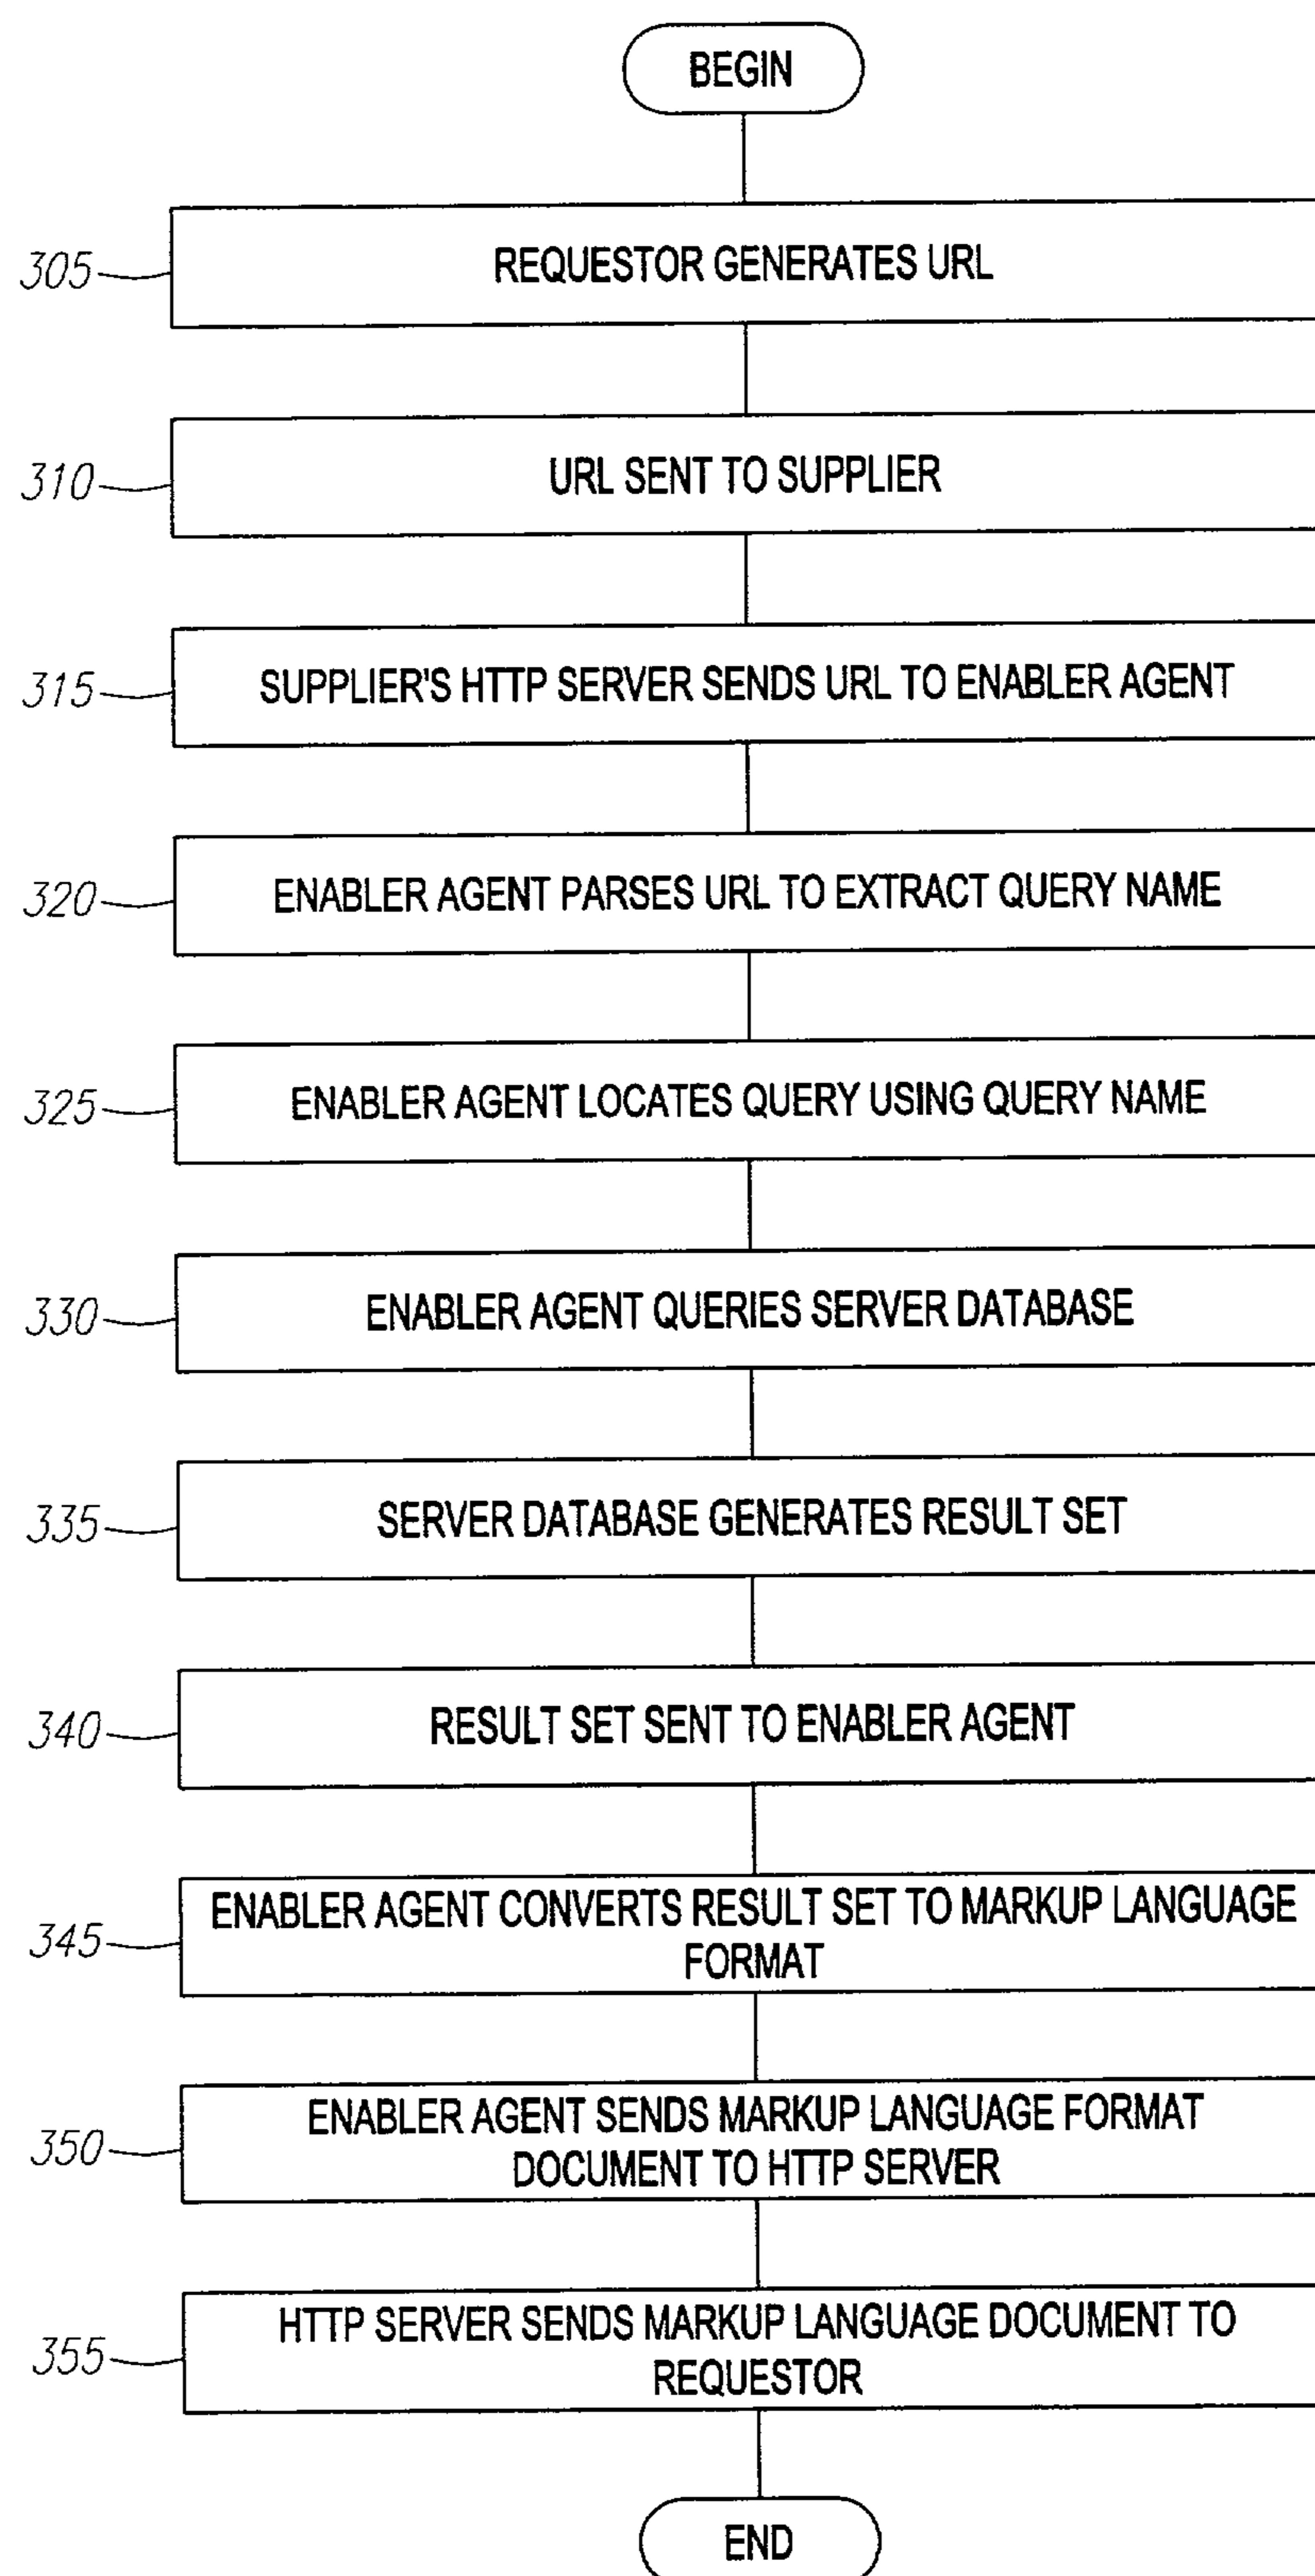 BEGIN
305
REQUESTOR GENERATES URL
310
URL SENT TO SUPPLIER
315
SUPPLIER'S HTTP SERVER SENDS URL TO ENABLER AGENT
320
ENABLER AGENT PARSES URL TO EXTRACT QUERY NAME
325
ENABLER AGENT LOCATES QUERY USING QUERY NAME
330
ENABLER AGENT QUERIES SERVER DATABASE
335
SERVER DATABASE GENERATES RESULT SET
340
RESULT SET SENT TO ENABLER AGENT
345
ENABLER AGENT CONVERTS RESULT SET TO MARKUP LANGUAGE
FORMAT
350
ENABLER AGENT SENDS MARKUP LANGUAGE FORMAT
DOCUMENT TO HTTP SERVER
355
HTTP SERVER SENDS MARKUP LANGUAGE DOCUMENT TO
REQUESTOR
END